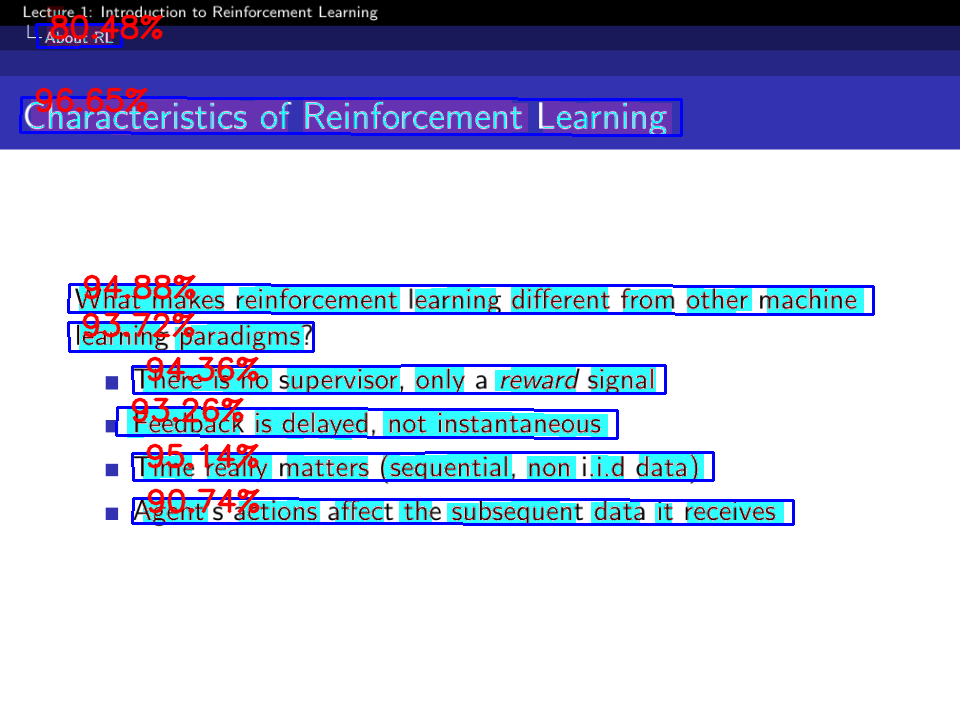 Lecture 1: Introduction to Reinforcement Learning
80.48%
About RL
96.65%
Characteristics of Reinforcement Learning
94.88%
What makes reinforcement learning different from other machine
93.72%
learning paradigms?
94.36%
There is no supervisor, only a reward signal
93.26%
Feedback is delayed, not instantaneous
95.14%
Time really matters (sequential, non i.i.d data)
90.74%
Agent's actions affect the subsequent data it receives